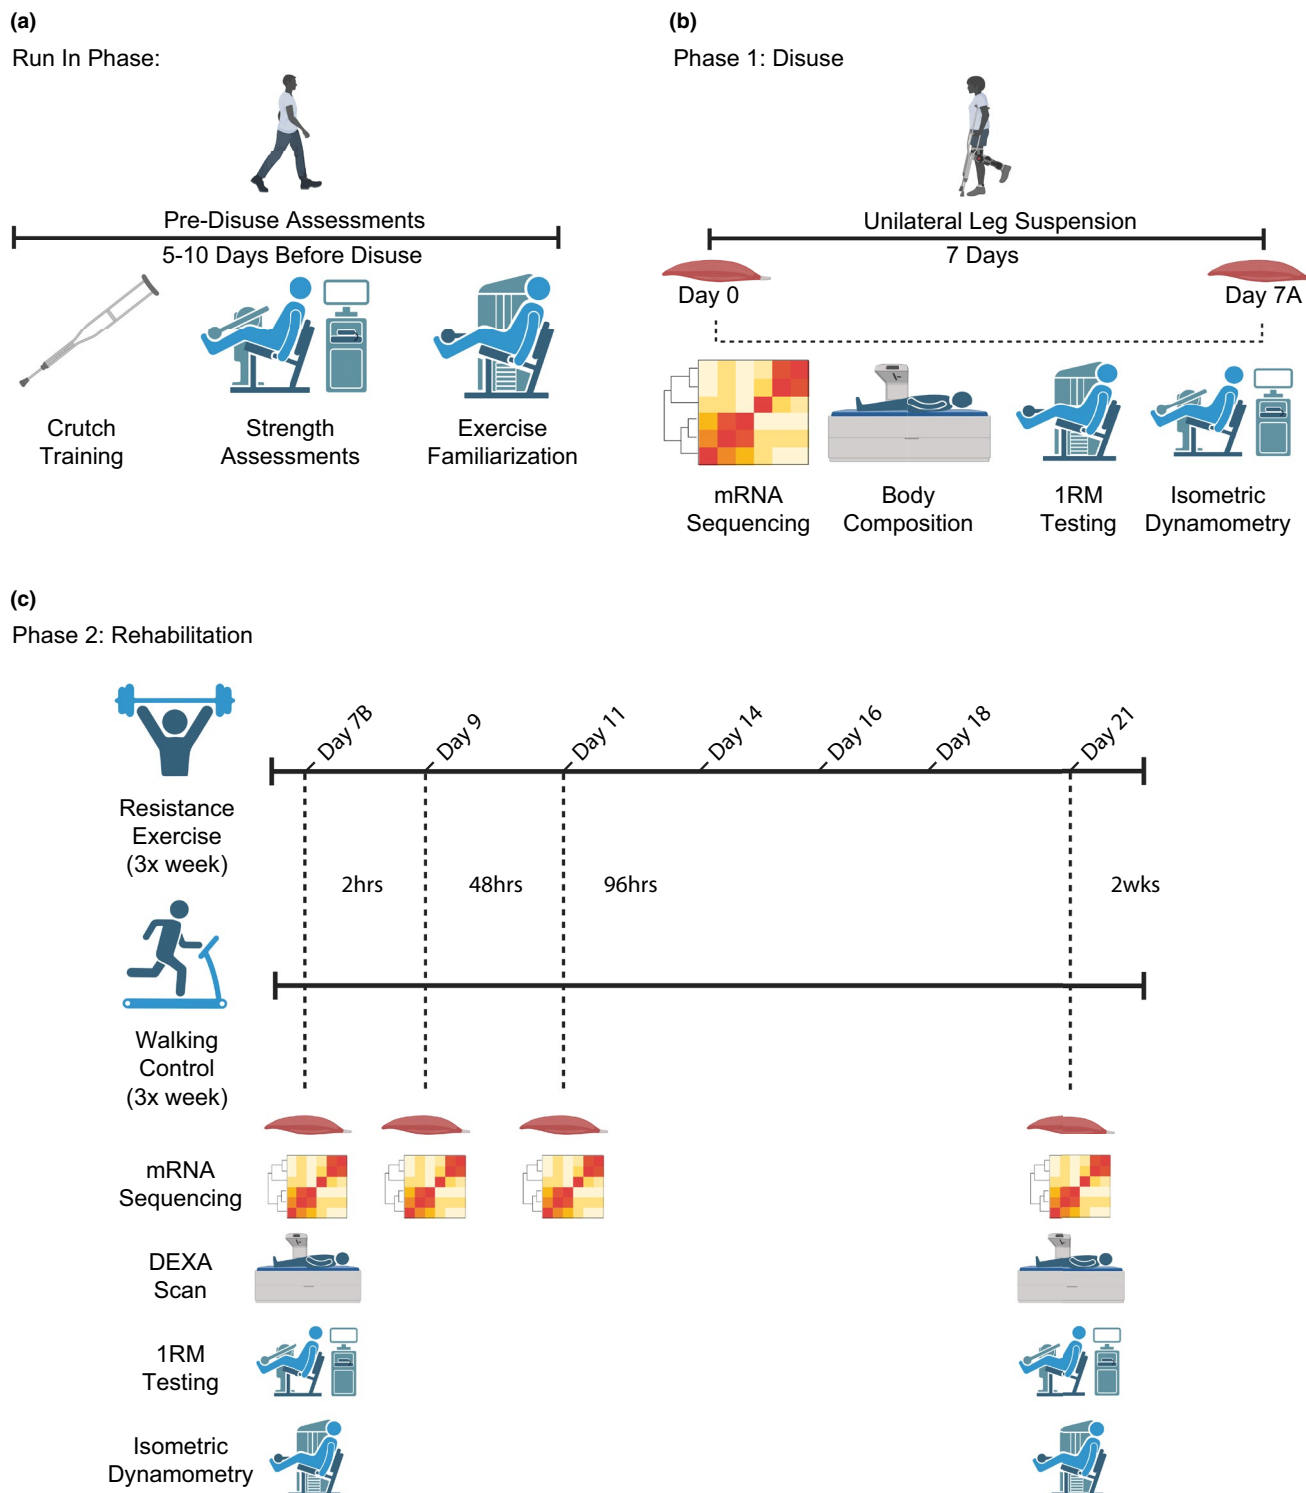 (a)
Run In Phase:
Pre-Disuse Assessments
5-10 Days Before Disuse
Crutch
Training
Strength
Assessments
Exercise
Familiarization
(b)
Phase 1: Disuse
Unilateral Leg Suspension
7 Days
Day 0
Day 7A
mRNA
Sequencing
Body
Composition
1RM
Testing
Isometric
Dynamometry
(c)
Phase 2: Rehabilitation
Resistance
Exercise
(3x week)
Day 7B
Day 9
Day 11
Day 14
Day 16
Day 18
Day 21
2hrs
48hrs
96hrs
2wks
Walking
Control
(3x week)
mRNA
Sequencing
DEXA
Scan
1RM
Testing
Isometric
Dynamometry